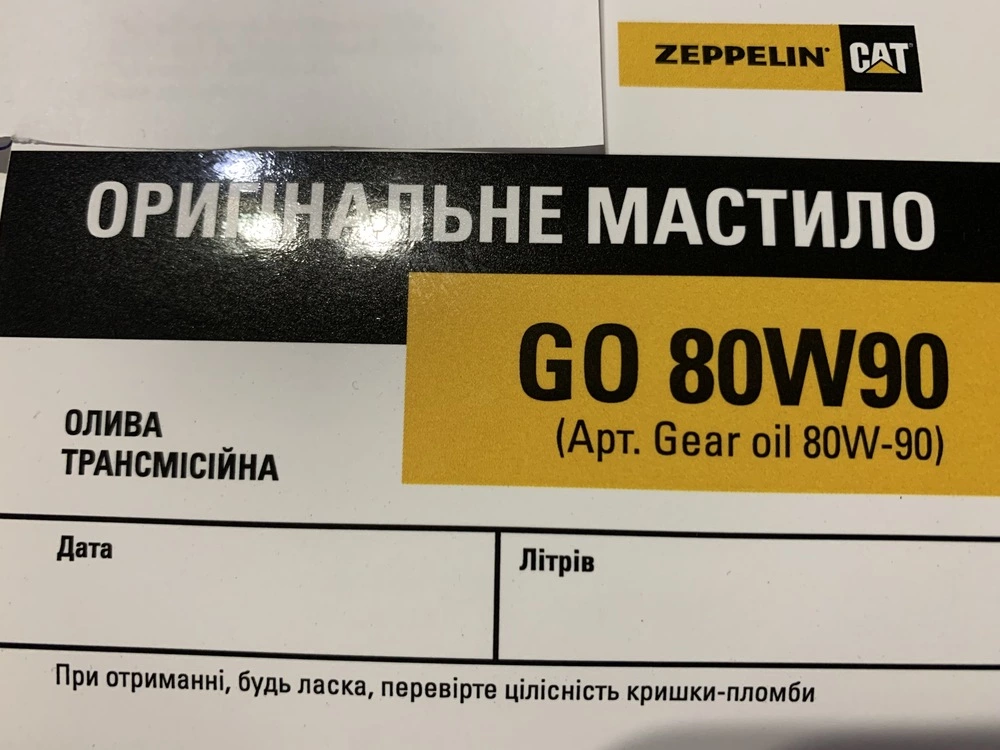 ZEPPELIN CAT
ОРИГІНАЛЬНЕ МАСТИЛО
GO 80W90
(Арт. Gear oil 80W-90)
ОЛИВА
ТРАНСМІСІЙНА
Дата
Літрів
При отриманні, будь ласка, перевірте цілісність кришки-пломби